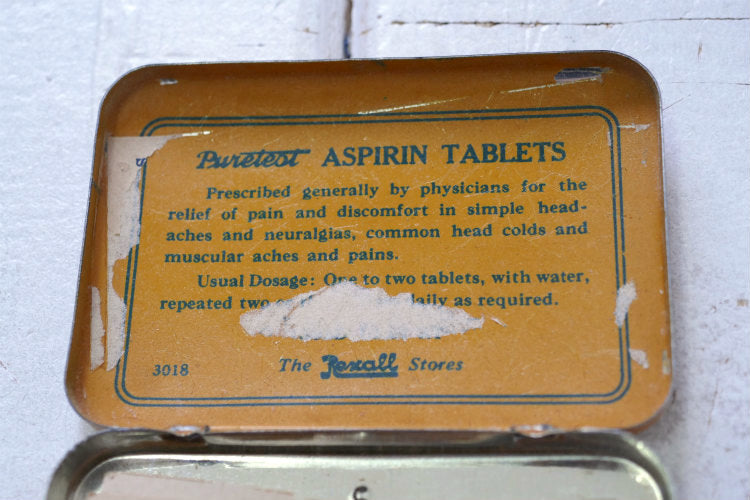 Puretest ASPIRIN TABLETS
Prescribed generally by physicians for the
relief of pain and discomfort in simple head-
aches and neuralgias, common head colds and
muscular aches and pains.
Usual Dosage: One to two tablets, with water,
repeated two daily as required.
3018 The Rexall Stores